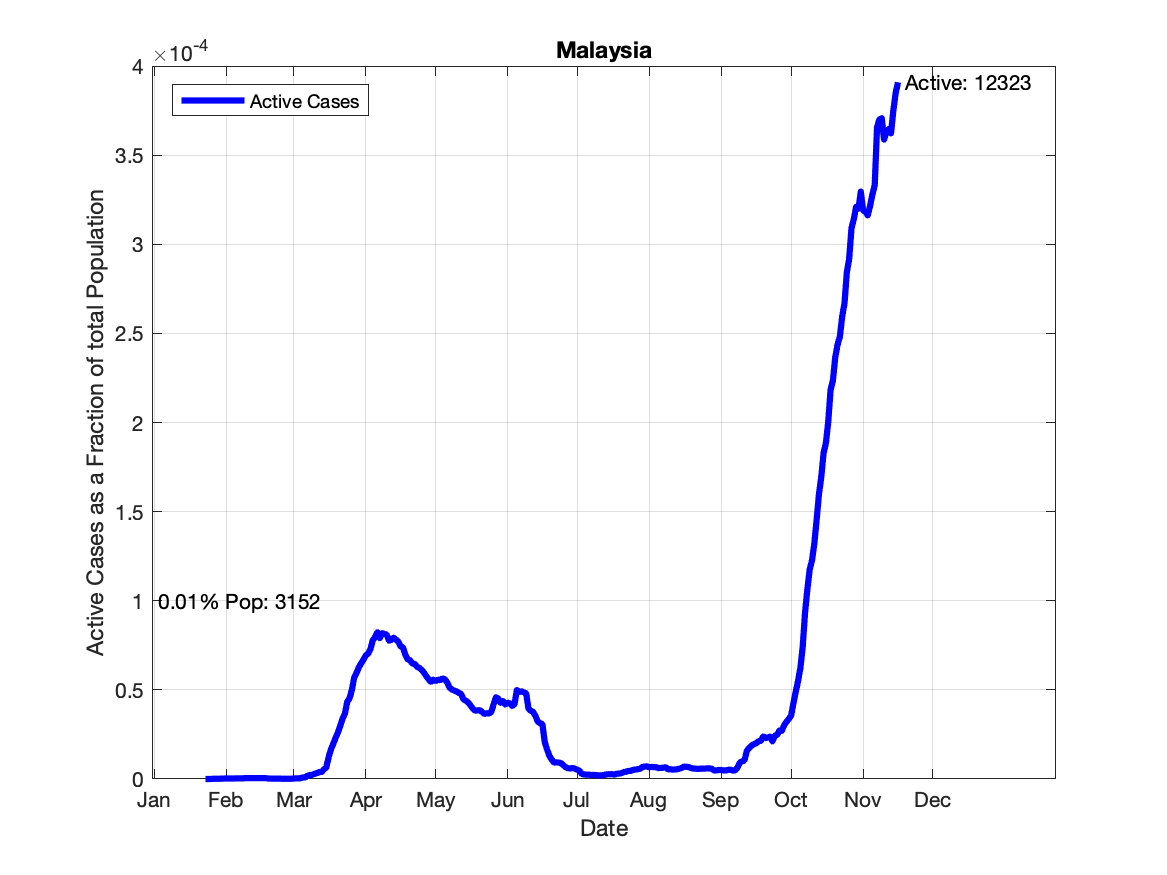 Malaysia
×10-4
4
3.5
3
2.5
2
1.5
1
0.5
0
Active Cases as a Fraction of total Population
Active Cases
Active: 12323
0.01% Pop: 3152
Jan Feb Mar Apr May Jun Jul Aug Sep Oct Nov Dec
Date